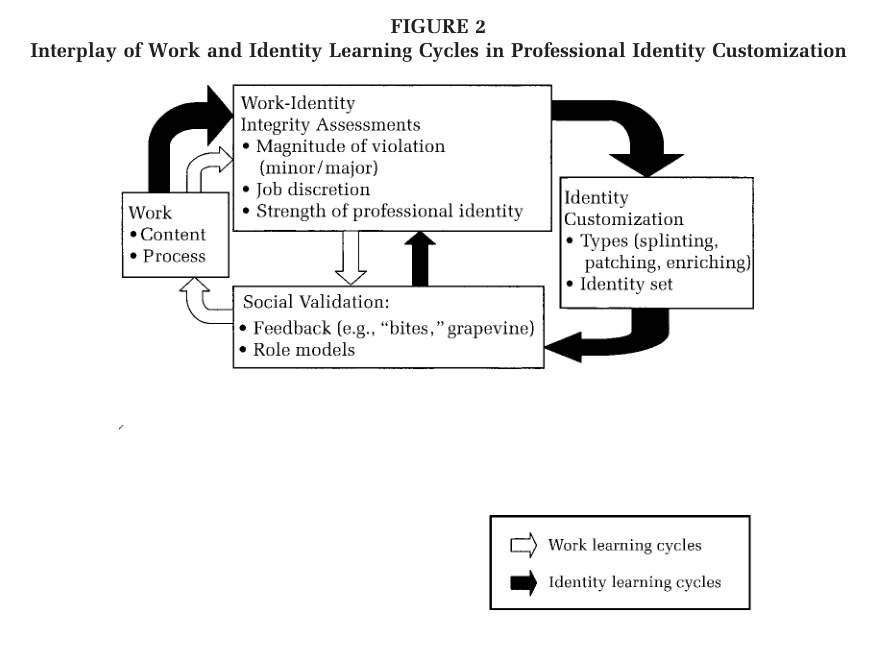 FIGURE 2
Interplay of Work and Identity Learning Cycles in Professional Identity Customization
Work-Identity
Integrity Assessments
• Magnitude of violation
(minor/major)
• Job discretion
• Strength of professional identity
Work
• Content
• Process
Identity
Customization
• Types (splinting,
patching, enriching)
• Identity set
Social Validation:
• Feedback (e.g., “bites,” grapevine)
• Role models
Work learning cycles
Identity learning cycles